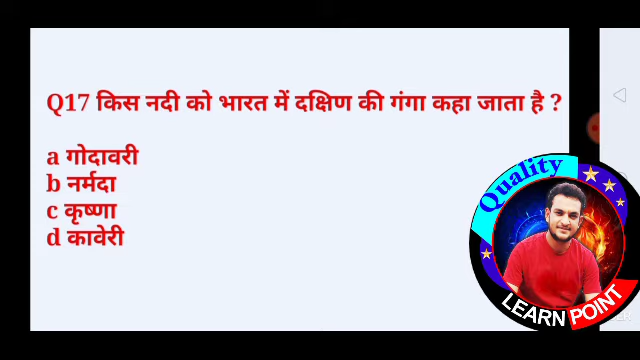 Q17 किस नदी को भारत में दक्षिण की गंगा कहा जाता है ?
a गोदावरी
b नर्मदा
c कृष्णा
d कावेरी
Quality
LEARN POINT